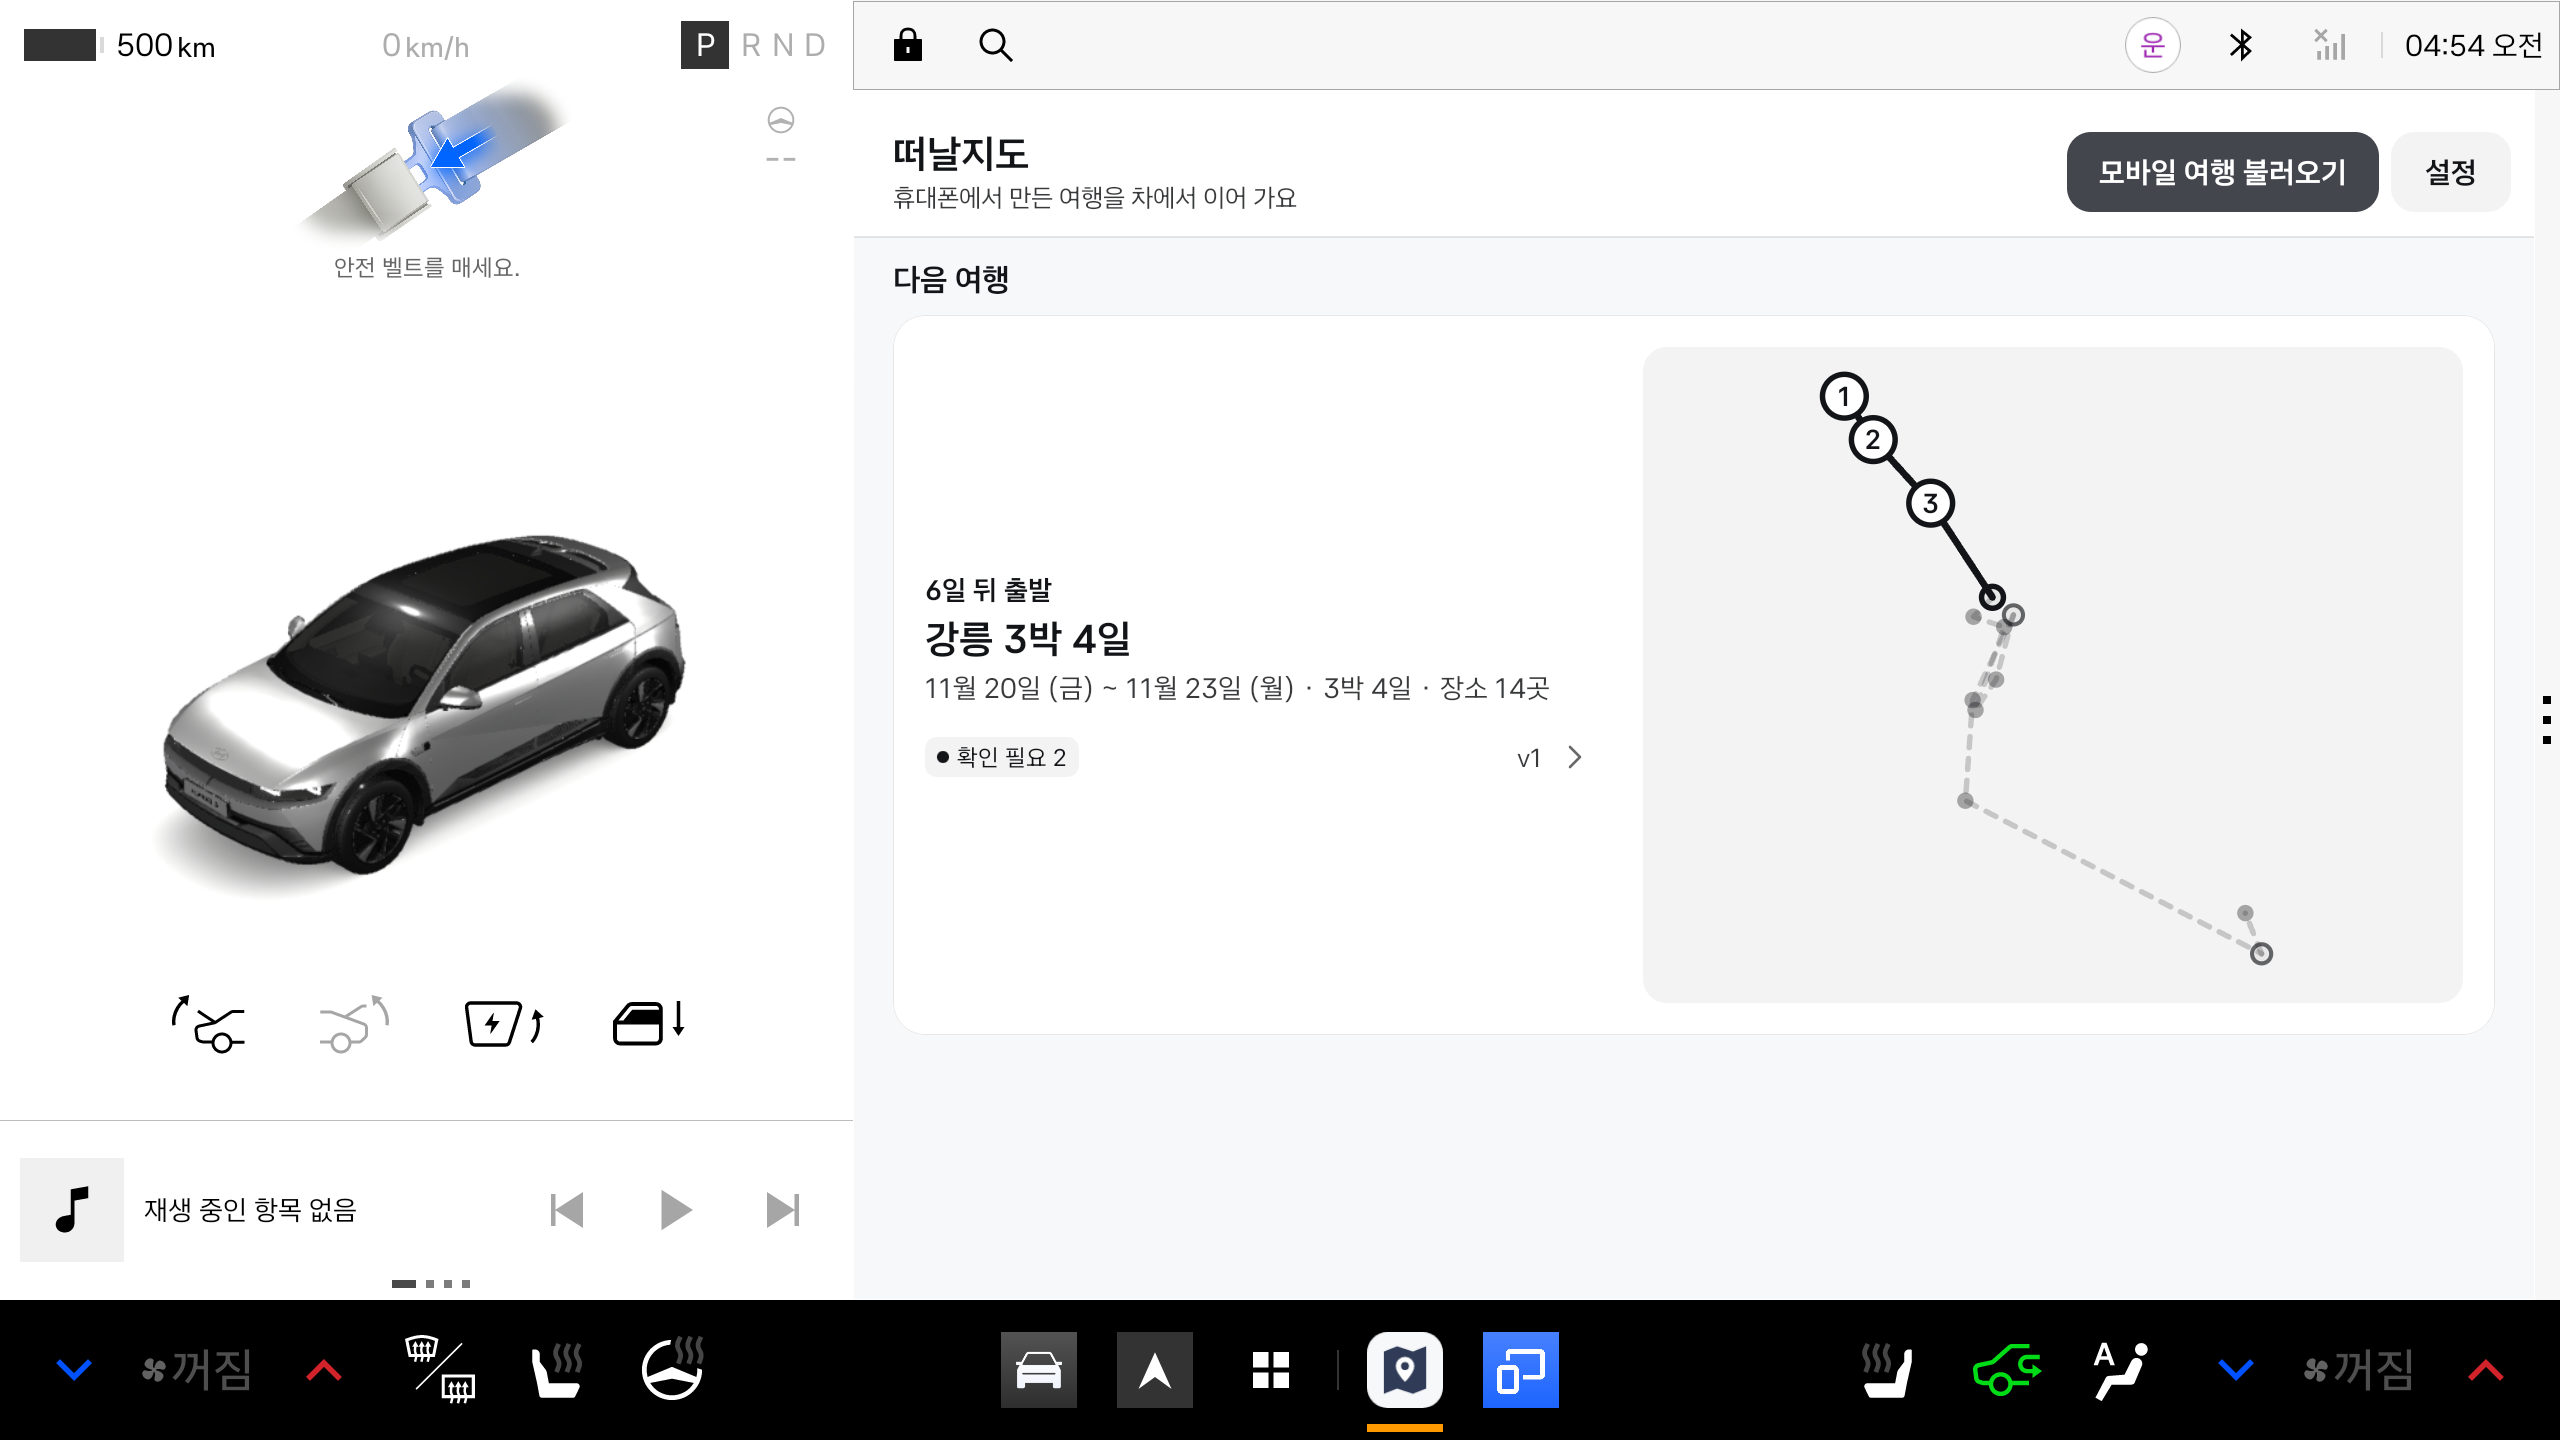 500 km
0 km/h
P R N D
운
04:54 오전
안전 벨트를 매세요.
떠날지도
휴대폰에서 만든 여행을 차에서 이어 가요
모바일 여행 불러오기
설정
다음 여행
6일 뒤 출발
강릉 3박 4일
11월 20일 (금) ~ 11월 23일 (월) · 3박 4일 · 장소 14곳
확인 필요 2
v1
1
2
3
재생 중인 항목 없음
꺼짐
A
꺼짐